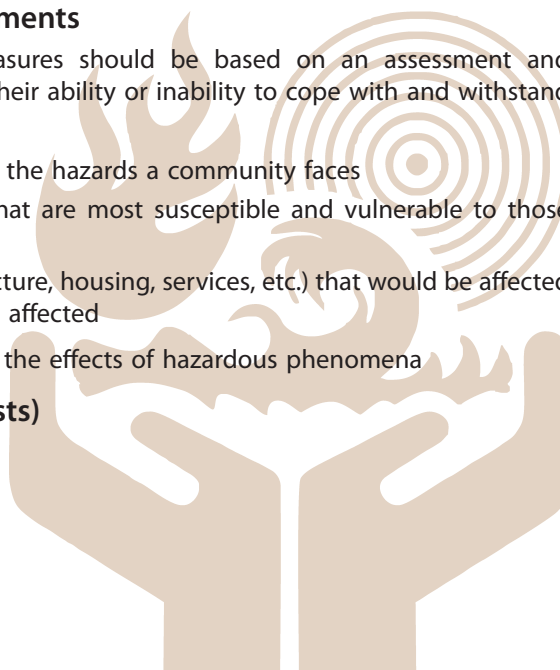 ments
asures should be based on an assessment and
heir ability or inability to cope with and withstand
the hazards a community faces
hat are most susceptible and vulnerable to those
cture, housing, services, etc.) that would be affected
affected
the effects of hazardous phenomena
sts)